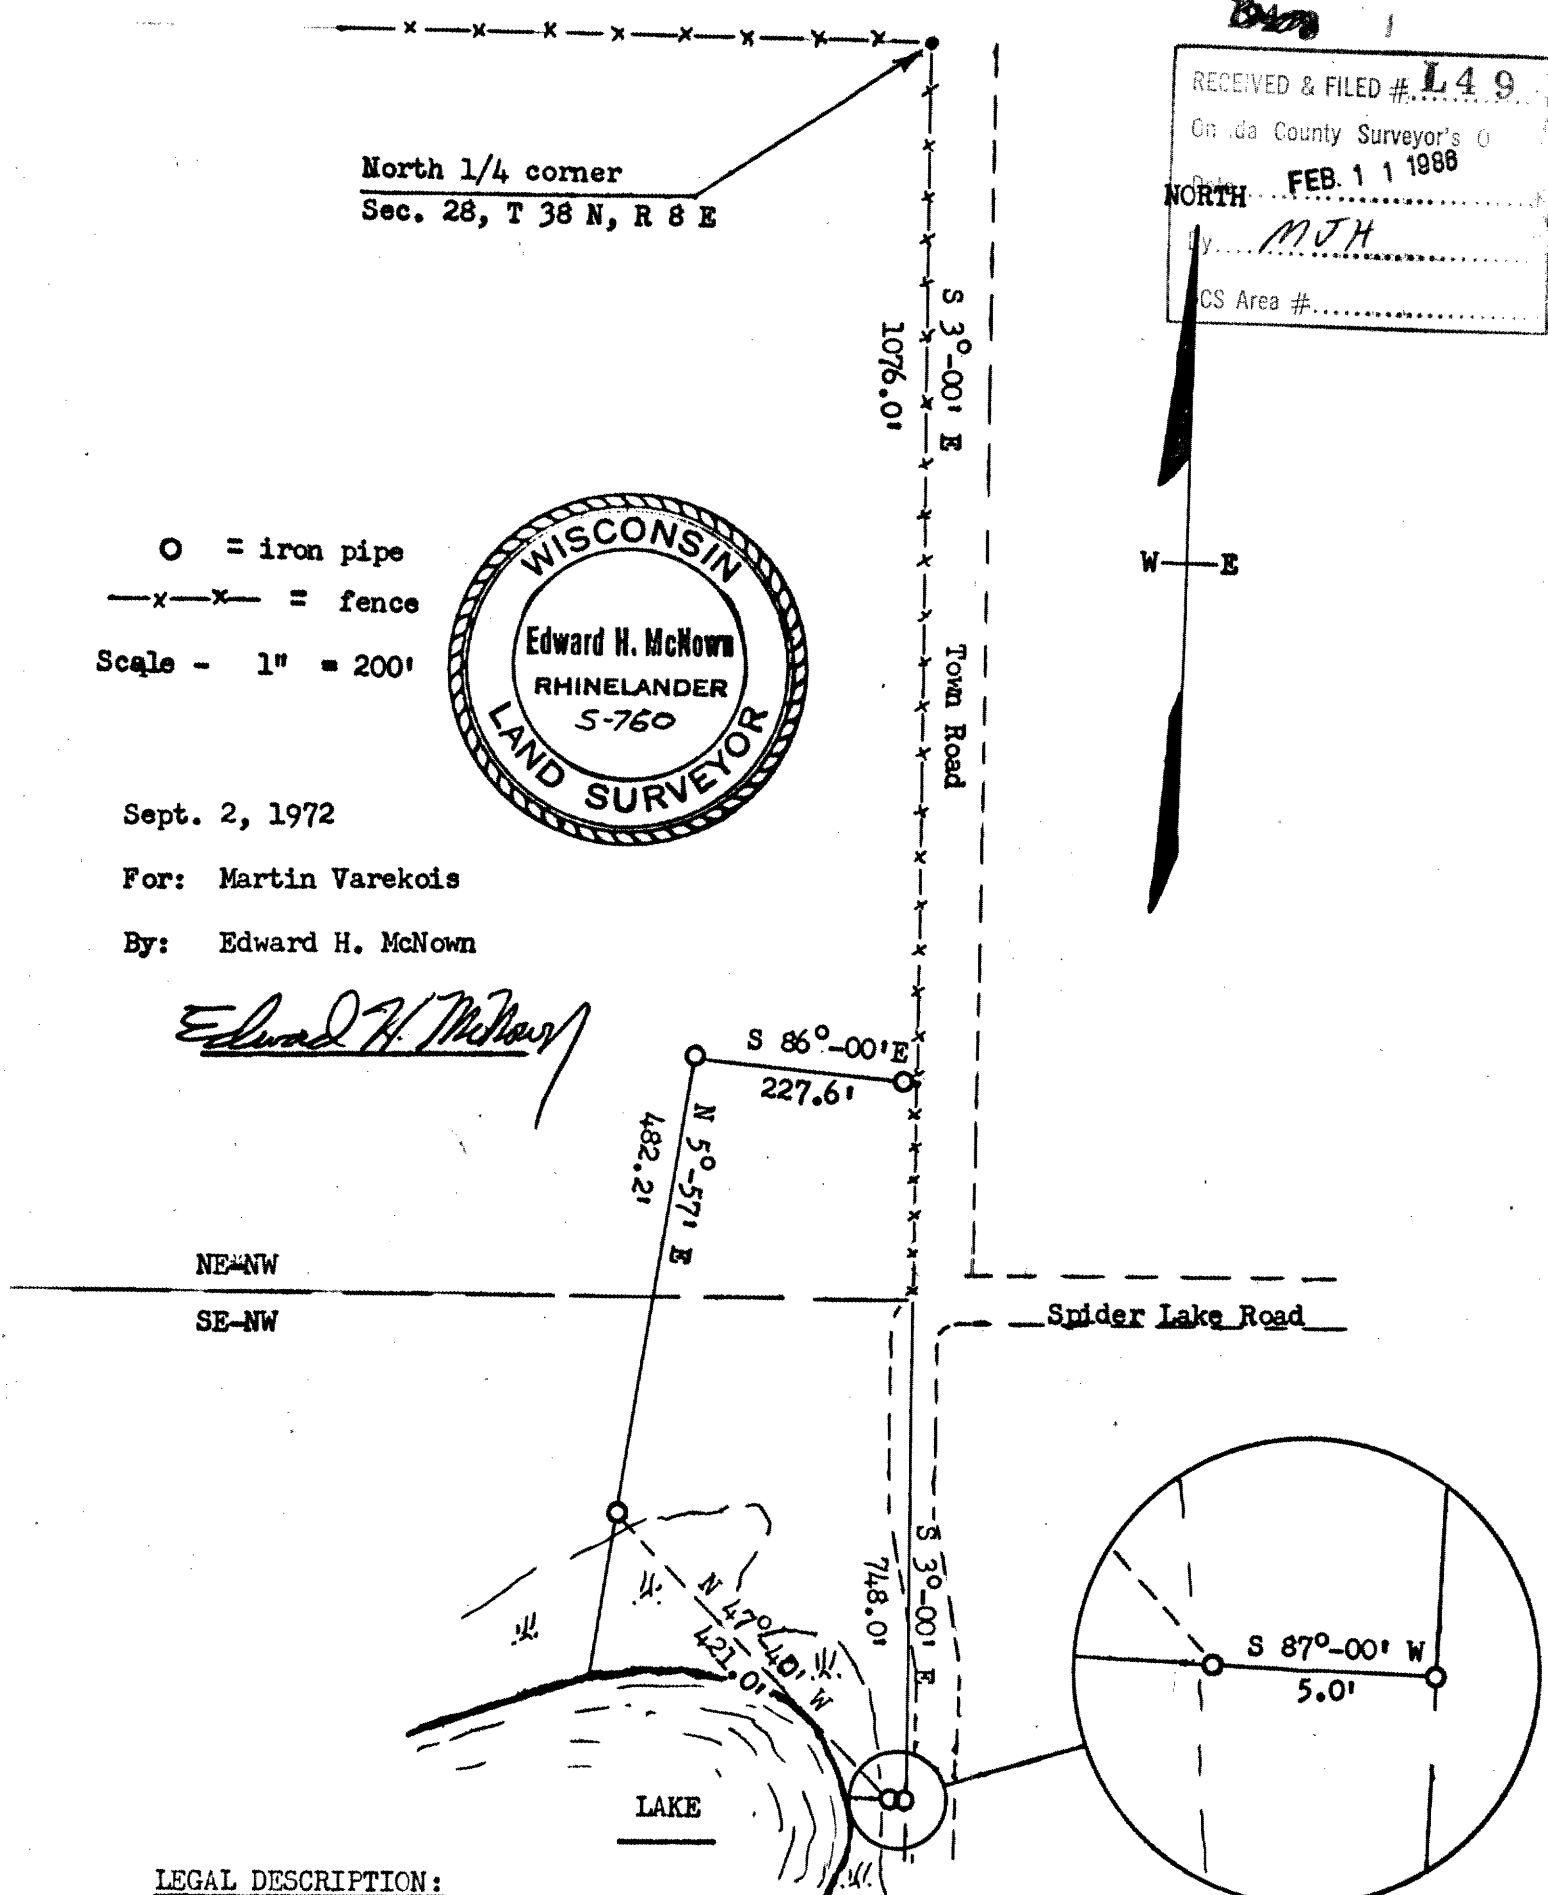 RECEIVED & FILED # L49
County Surveyor's
FEB. 11 1986
NORTH
By.... MJH
CS Area #
North 1/4 corner
Sec. 28, T 38 N, R 8 E
S 3°-00' E
1076.0'
W E
O = iron pipe
—x—x— = fence
Scale - 1" = 200'
WISCONSIN
Edward H. McNown
RHINELANDER
S-760
LAND SURVEYOR
Town Road
Sept. 2, 1972
For: Martin Varekois
By: Edward H. McNown
Edward H. McNown
S 86°-00'E
227.6'
N 5°-57' E
482.2'
NE-NW
SE-NW
Spider Lake Road
S 3°-00' E
748.0'
N 47°-40' W
421.0'
S 87°-00' W
5.0'
LAKE
LEGAL DESCRIPTION: